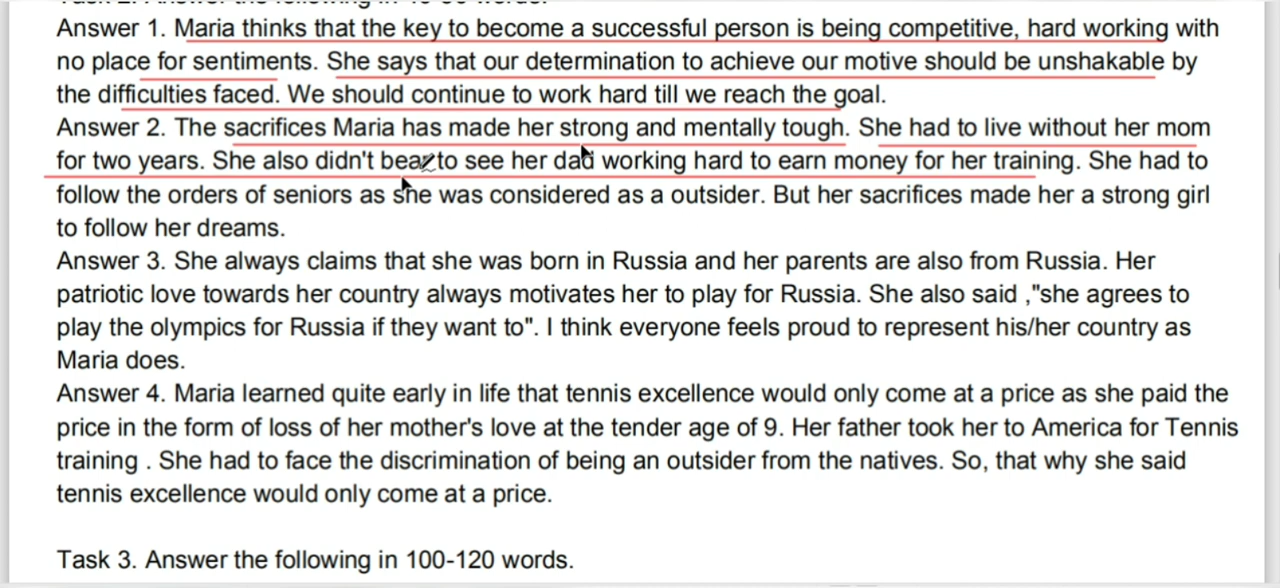 Answer 1. Maria thinks that the key to become a successful person is being competitive, hard working with
no place for sentiments. She says that our determination to achieve our motive should be unshakable by
the difficulties faced. We should continue to work hard till we reach the goal.
Answer 2. The sacrifices Maria has made her strong and mentally tough. She had to live without her mom
for two years. She also didn't bear to see her dad working hard to earn money for her training. She had to
follow the orders of seniors as she was considered as a outsider. But her sacrifices made her a strong girl
to follow her dreams.
Answer 3. She always claims that she was born in Russia and her parents are also from Russia. Her
patriotic love towards her country always motivates her to play for Russia. She also said ,"she agrees to
play the olympics for Russia if they want to". I think everyone feels proud to represent his/her country as
Maria does.
Answer 4. Maria learned quite early in life that tennis excellence would only come at a price as she paid the
price in the form of loss of her mother's love at the tender age of 9. Her father took her to America for Tennis
training . She had to face the discrimination of being an outsider from the natives. So, that why she said
tennis excellence would only come at a price.
Task 3. Answer the following in 100-120 words.